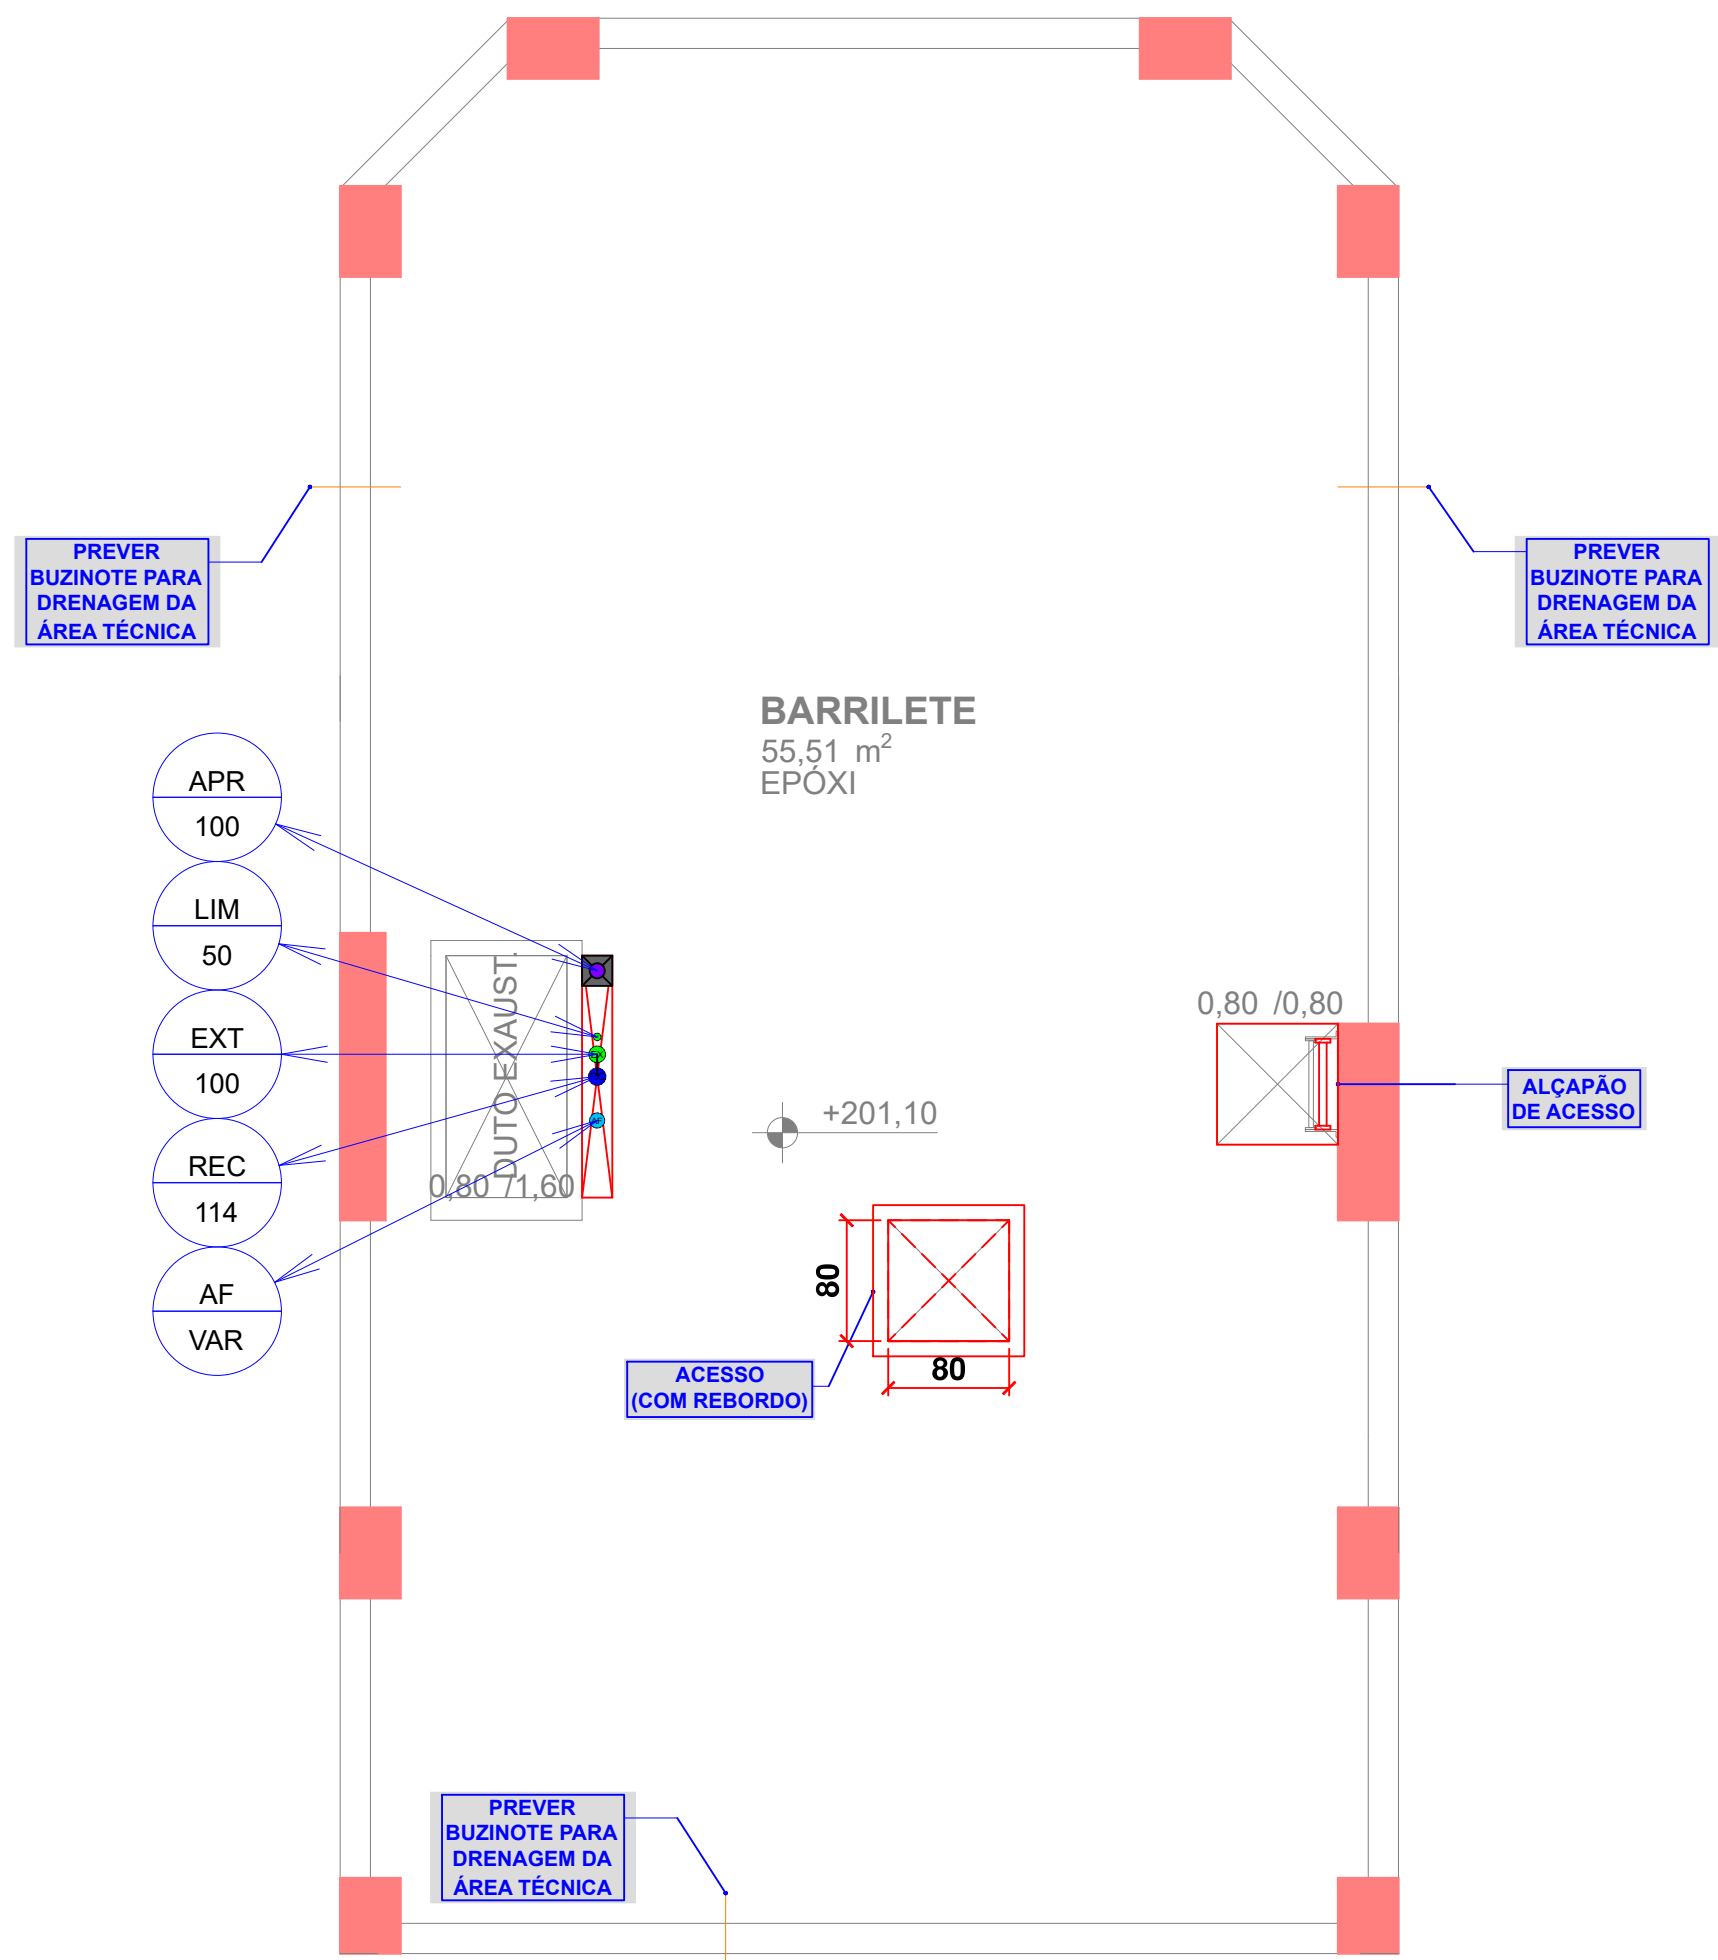 PREVER
BUZINOTE PARA
DRENAGEM DA
ÁREA TÉCNICA
PREVER
BUZINOTE PARA
DRENAGEM DA
ÁREA TÉCNICA
BARRILETE
55,51 m²
EPÓXI
APR
100
LIM
50
EXT
100
REC
114
AF
VAR
DUTO EXAUST.
0,80 /1,60
AF
+201,10
0,80 /0,80
ALÇAPÃO
DE ACESSO
80
80
ACESSO
(COM REBORDO)
PREVER
BUZINOTE PARA
DRENAGEM DA
ÁREA TÉCNICA